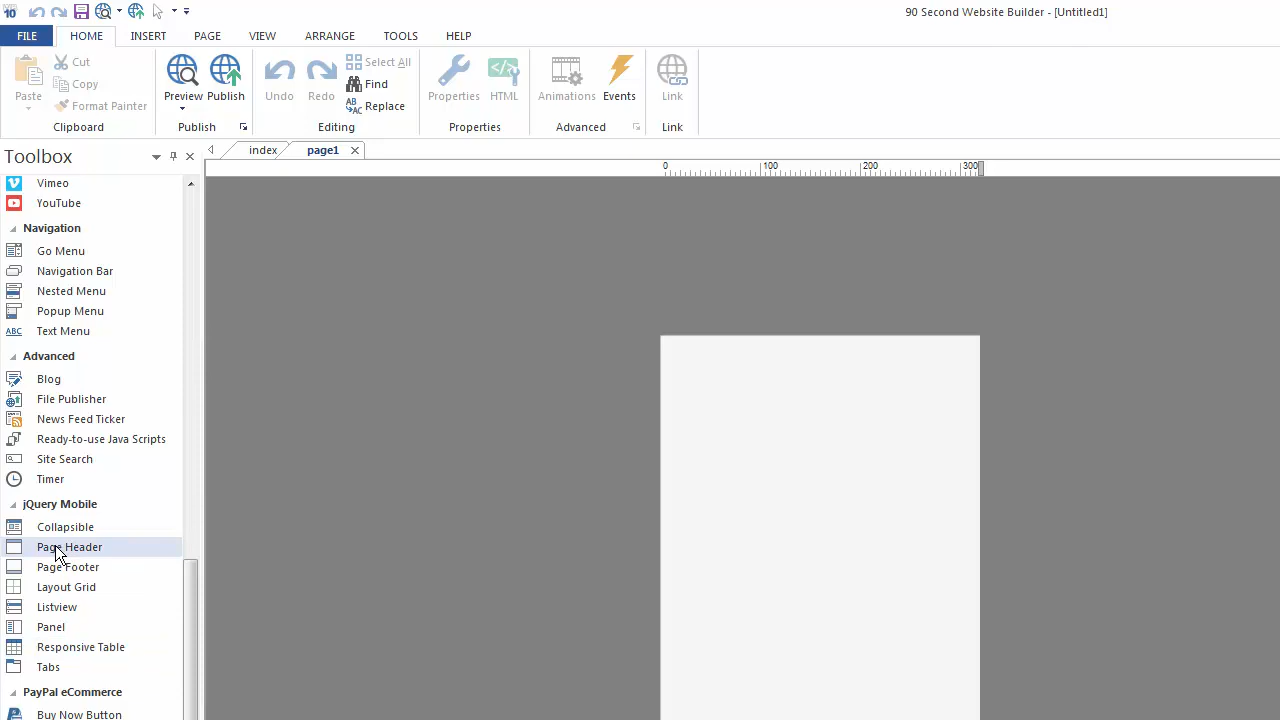 10
90 Second Website Builder - [Untitled1]
FILE HOME INSERT PAGE VIEW ARRANGE TOOLS HELP
Paste
Cut
Copy
Format Painter
Clipboard
Preview Publish
Publish
Undo Redo
Select All
Find
Replace
Editing
Properties HTML
Properties
Animations Events
Advanced
Link
Link
Toolbox
index page1
0 100 200 300
Vimeo
YouTube
Navigation
Go Menu
Navigation Bar
Nested Menu
Popup Menu
ABC Text Menu
Advanced
Blog
File Publisher
News Feed Ticker
Ready-to-use Java Scripts
Site Search
Timer
jQuery Mobile
Collapsible
Page Header
Page Footer
Layout Grid
Listview
Panel
Responsive Table
Tabs
PayPal eCommerce
Buy Now Button